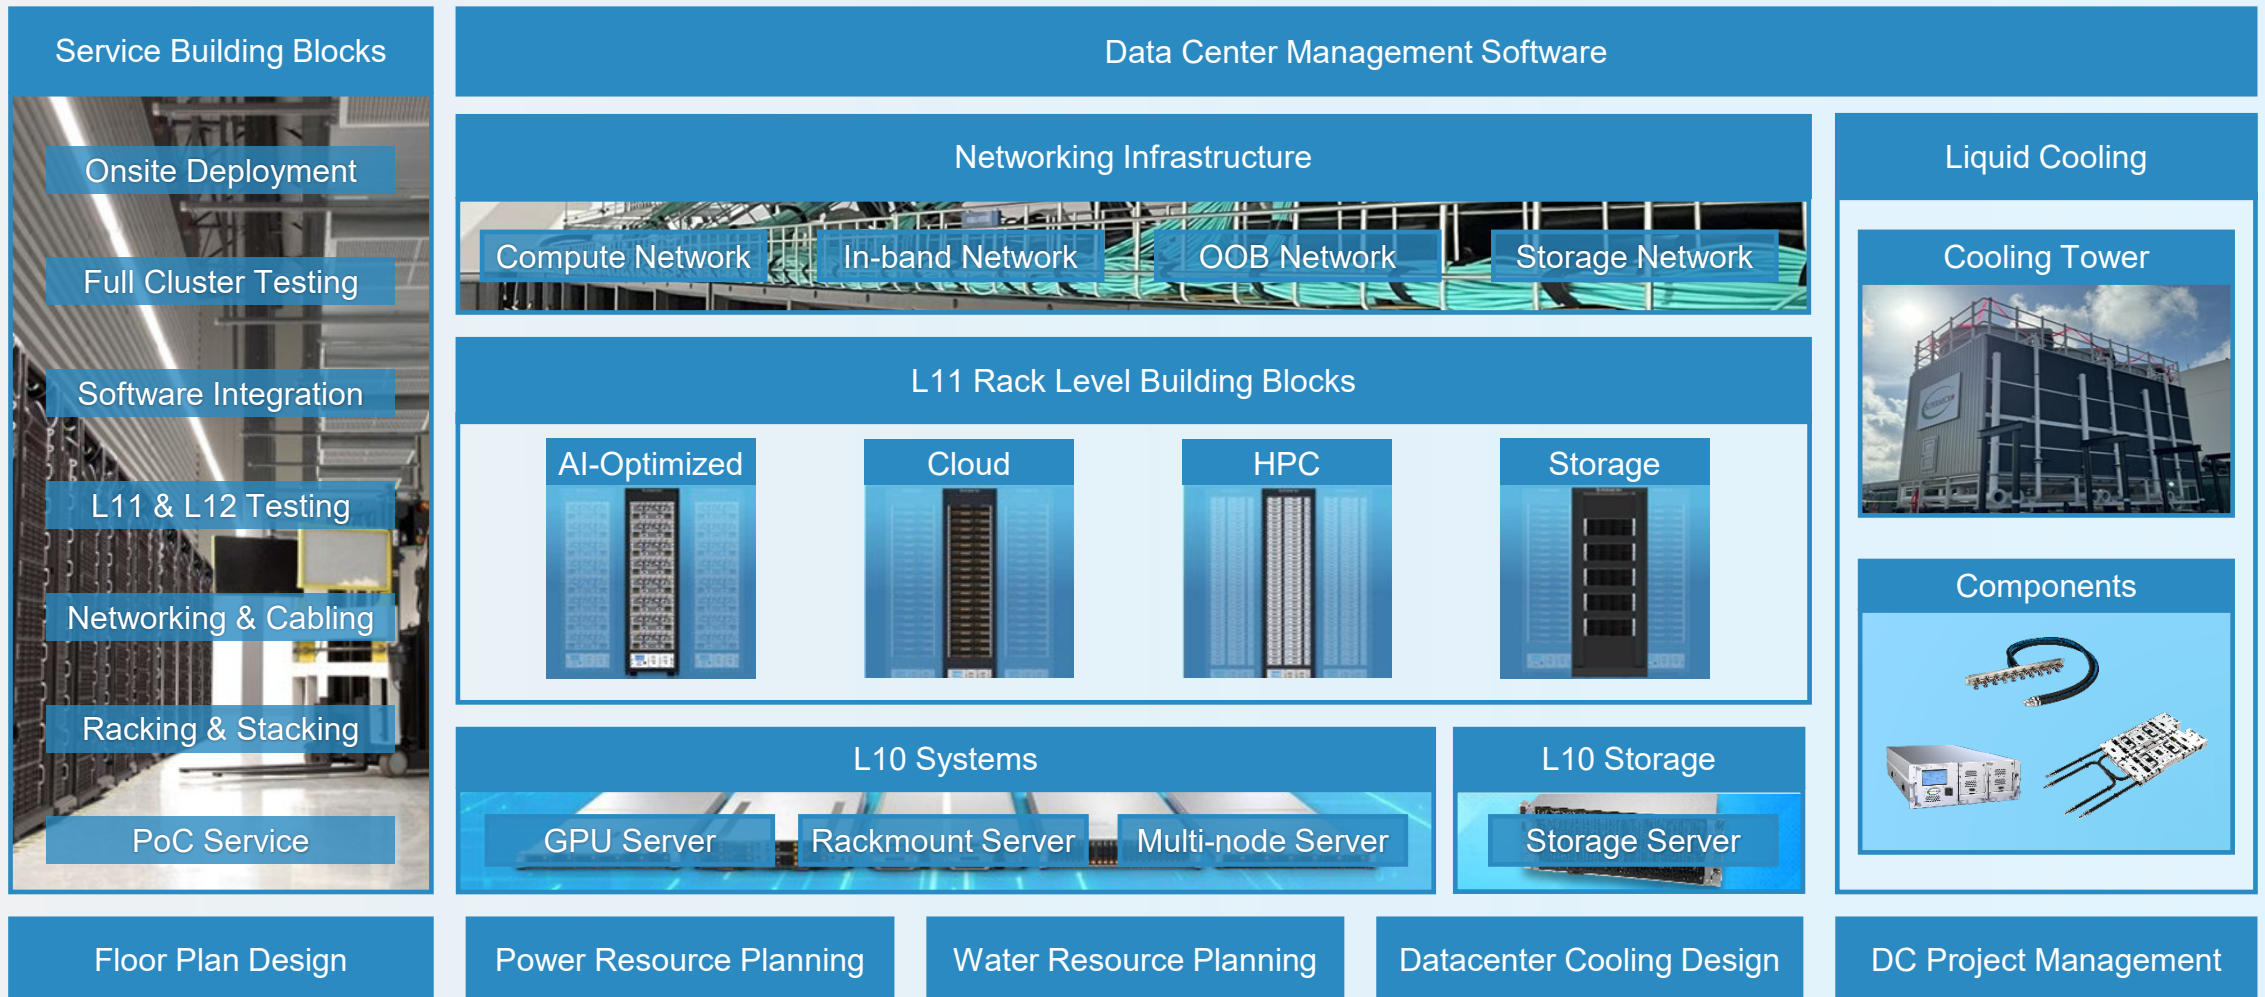 Service Building Blocks
Onsite Deployment
Full Cluster Testing
Software Integration
L11 & L12 Testing
Networking & Cabling
Racking & Stacking
PoC Service
Data Center Management Software
Networking Infrastructure
Compute Network
In-band Network
OOB Network
Storage Network
L11 Rack Level Building Blocks
AI-Optimized
Cloud
HPC
Storage
L10 Systems
GPU Server
Rackmount Server
Multi-node Server
L10 Storage
Storage Server
Liquid Cooling
Cooling Tower
Components
Floor Plan Design
Power Resource Planning
Water Resource Planning
Datacenter Cooling Design
DC Project Management